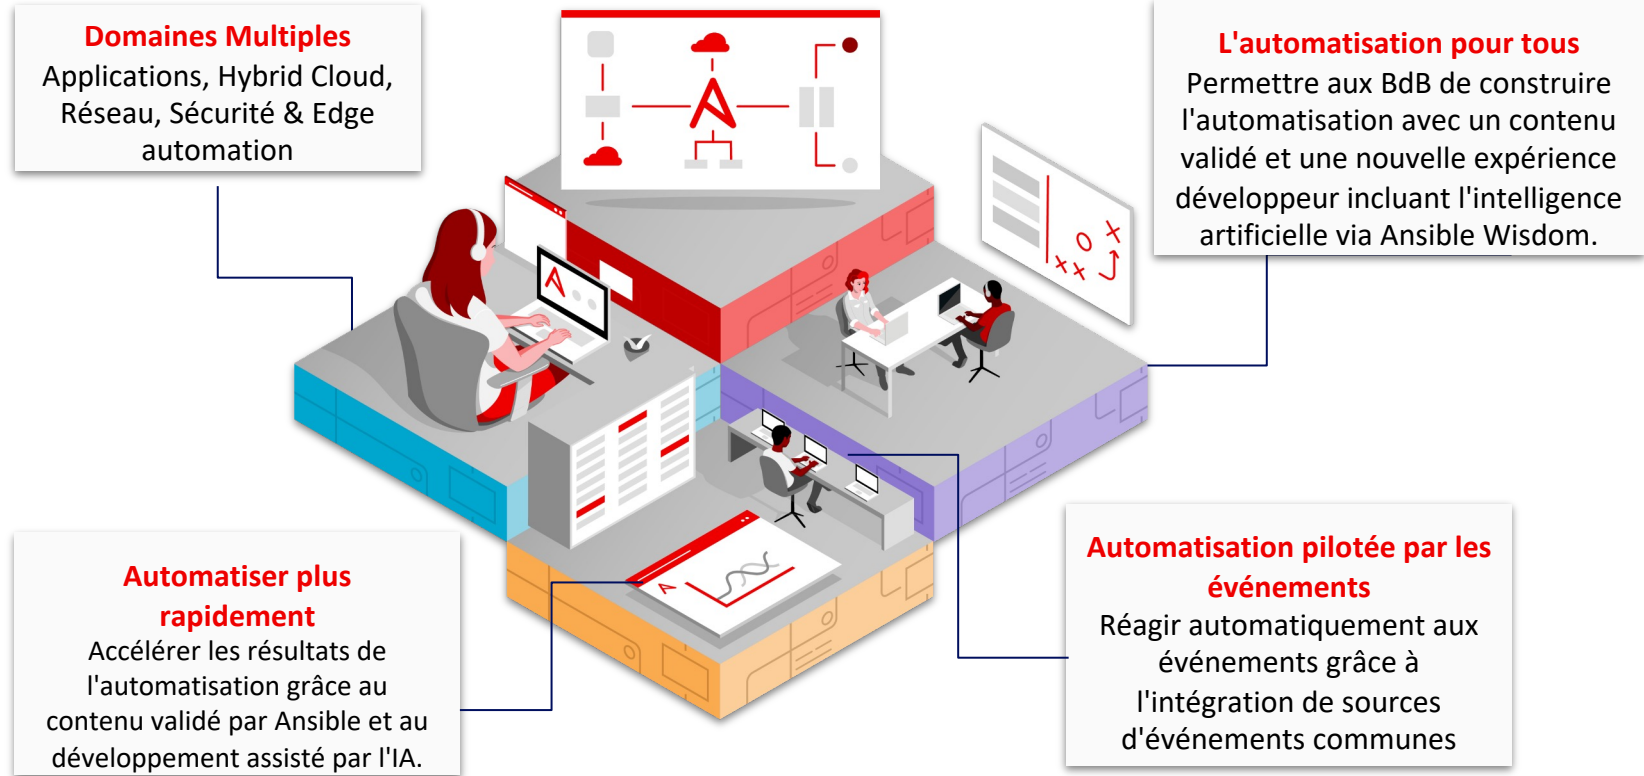 Domaines Multiples
Applications, Hybrid Cloud,
Réseau, Sécurité & Edge
automation
L'automatisation pour tous
Permettre aux BdB de construire
l'automatisation avec un contenu
validé et une nouvelle expérience
développeur incluant l'intelligence
artificielle via Ansible Wisdom.
Automatiser plus
rapidement
Accélérer les résultats de
l'automatisation grâce au
contenu validé par Ansible et au
développement assisté par l'IA.
Automatisation pilotée par les
événements
Réagir automatiquement aux
événements grâce à
l'intégration de sources
d'événements communes